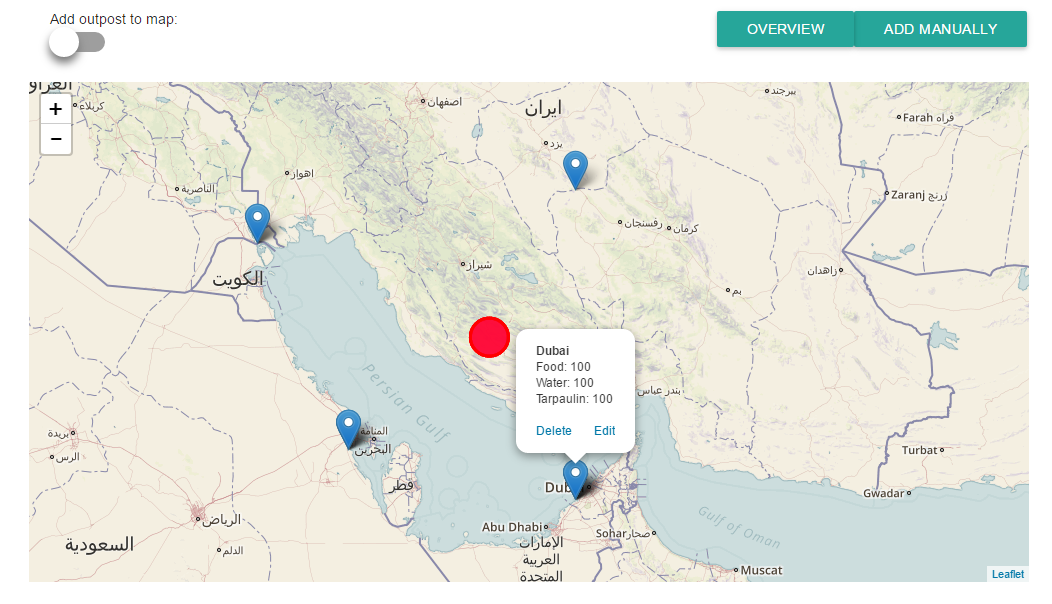 Add outpost to map:
OVERVIEW
ADD MANUALLY
+
−
كربلاء
اصفهان
ایران
بیرجند
Farah فراه
یزد
اهواز
الناصرية
Zaranj زرنج
رفسنجان
كرمان
الكويت
شیراز
زاهدان
بم
Dubai
Food: 100
Water: 100
Tarpaulin: 100
Delete
Edit
بندر عباس
Persian Gulf
المنامة
البحرين
بريدة
الرس
Turbat
قطر
Gwadar
Abu Dhabi
الإمارات
العربية
المتحدة
Sohar صحار
Gulf of Oman
الرياض
السعودية
الدلم
Muscat
Leaflet